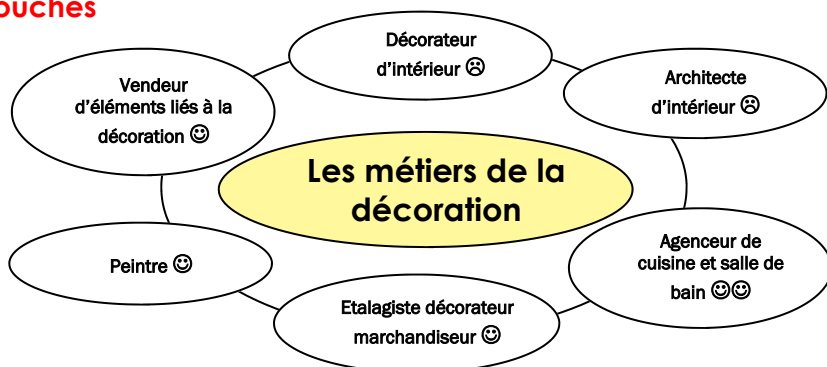 Décorateur
d'intérieur ☹
Architecte
d'intérieur ☹
Vendeur
d'éléments liés à la
décoration ☺
Les métiers de la
décoration
Agenceur de
cuisine et salle de
bain ☺☺
Peintre ☺
Etalagiste décorateur
marchandiseur ☺